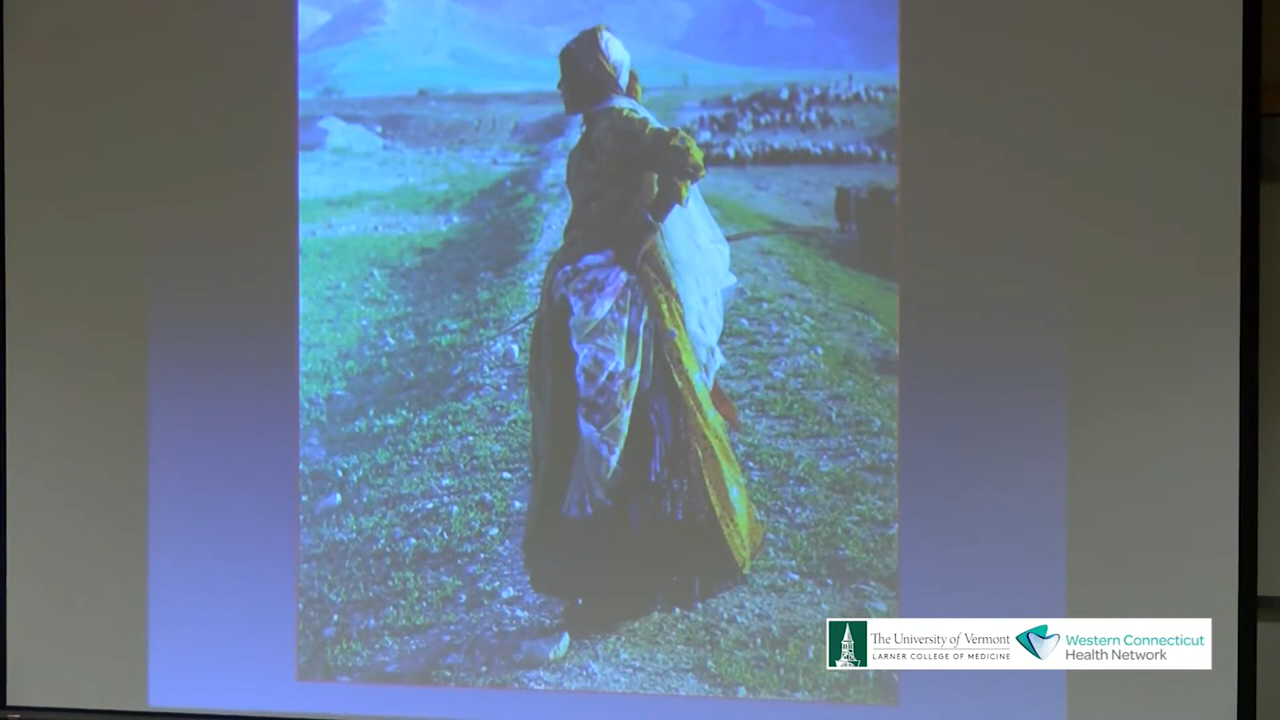 The University of Vermont
LARNER COLLEGE OF MEDICINE
Western Connecticut
Health Network